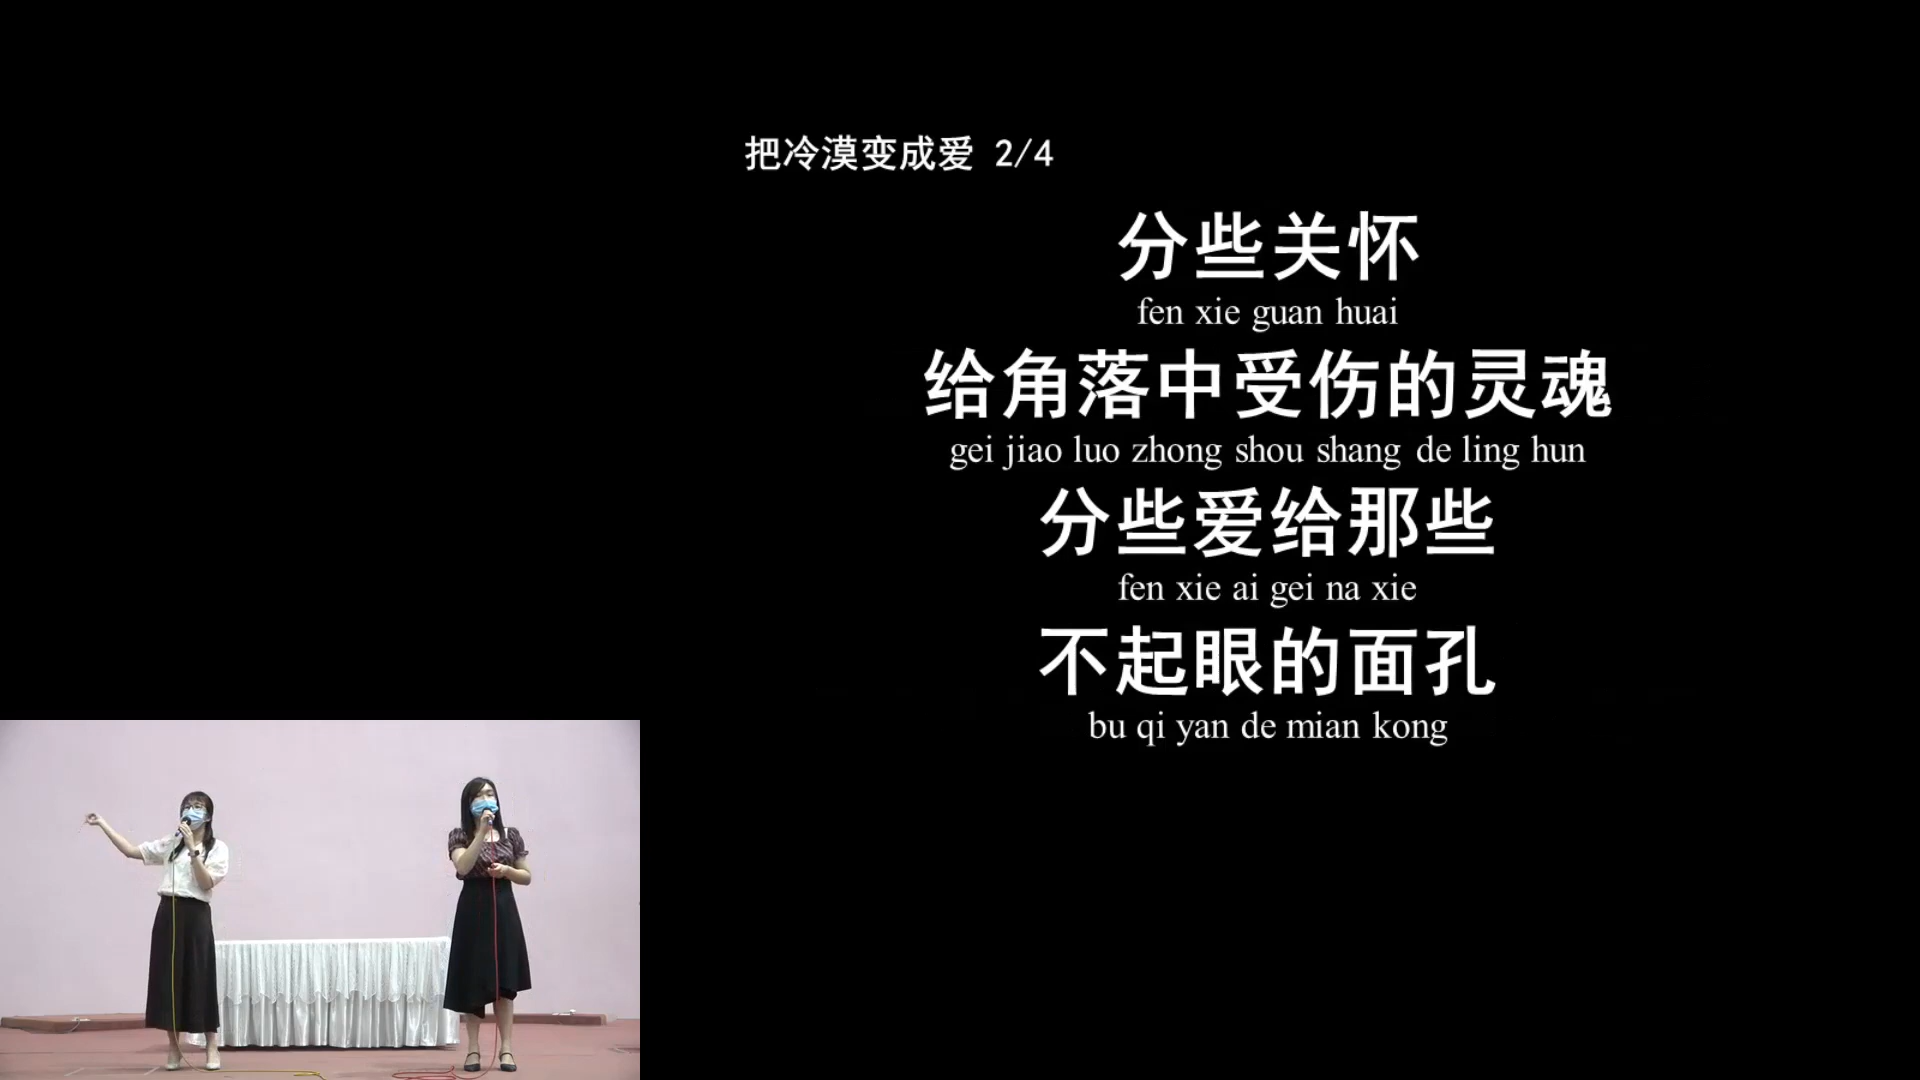 把冷漠变成爱 2/4
分些关怀
fen xie guan huai
给角落中受伤的灵魂
gei jiao luo zhong shou shang de ling hun
分些爱给那些
fen xie ai gei na xie
不起眼的面孔
bu qi yan de mian kong